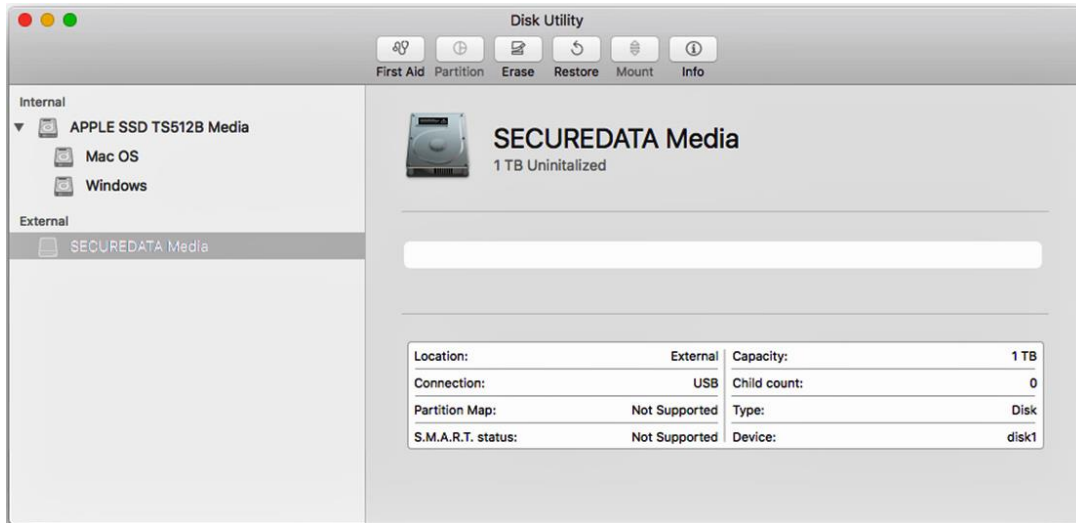 Disk Utility
First Aid Partition Erase Restore Mount Info
Internal
APPLE SSD TS512B Media
Mac OS
Windows
External
SECUREDATA Media
SECUREDATA Media
1 TB Uninitalized
Location: External Capacity: 1 TB
Connection: USB Child count: 0
Partition Map: Not Supported Type: Disk
S.M.A.R.T. status: Not Supported Device: disk1